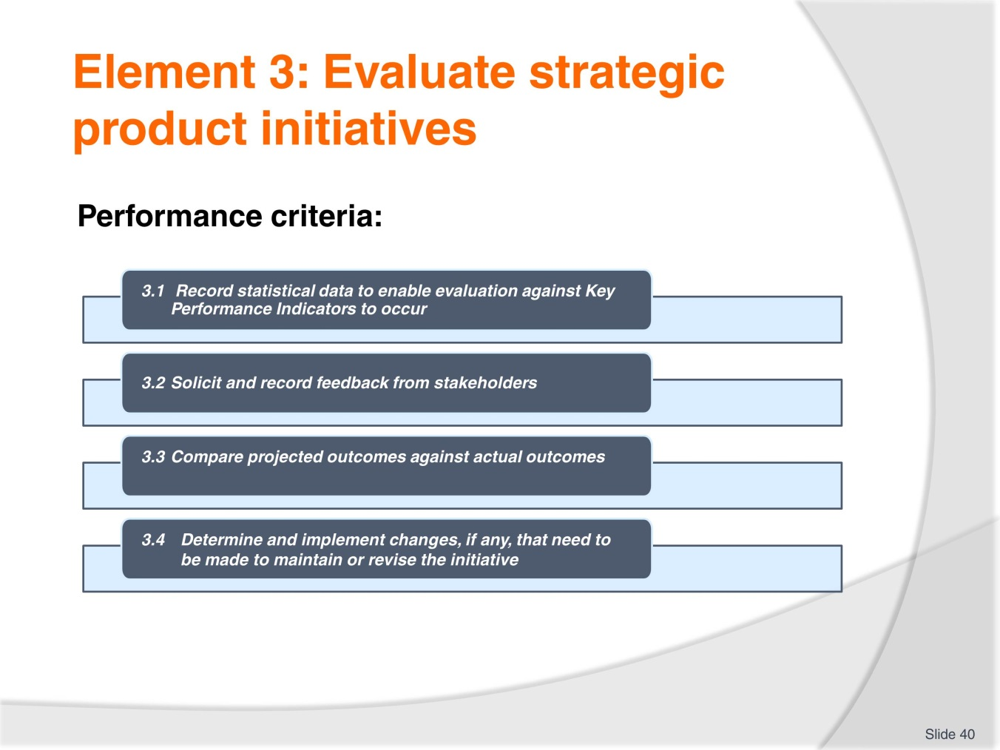 Element 3: Evaluate strategic
product initiatives
Performance criteria:
3.1 Record statistical data to enable evaluation against Key
Performance Indicators to occur
3.2 Solicit and record feedback from stakeholders
3.3 Compare projected outcomes against actual outcomes
3.4 Determine and implement changes, if any, that need to
be made to maintain or revise the initiative
Slide 40